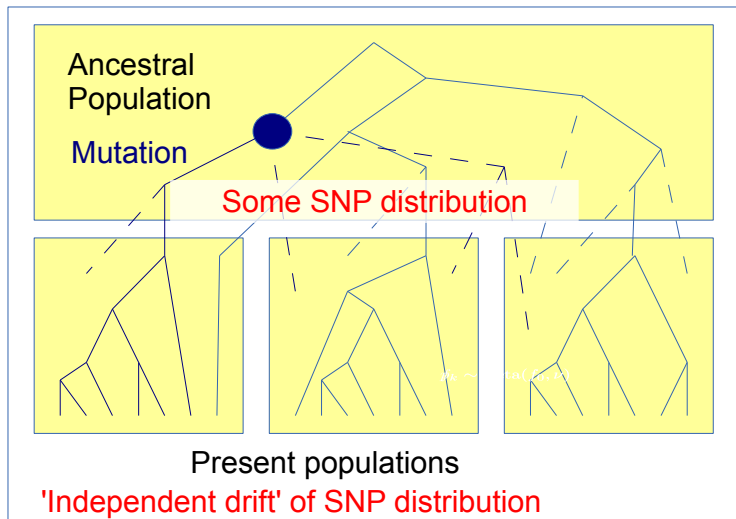 Ancestral
Population
Mutation
Some SNP distribution
Present populations
'Independent drift' of SNP distribution